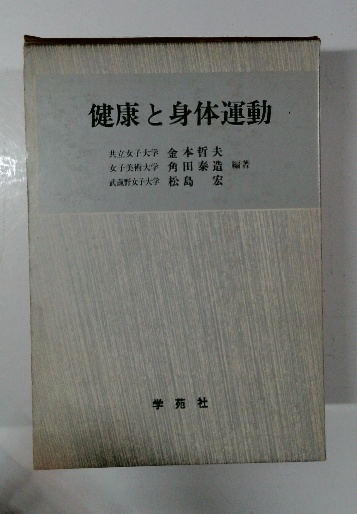 健康と身体運動
共立女子大学 金本哲夫
女子美術大学 角田泰造 編著
武蔵野女子大学 松島 宏
学苑社